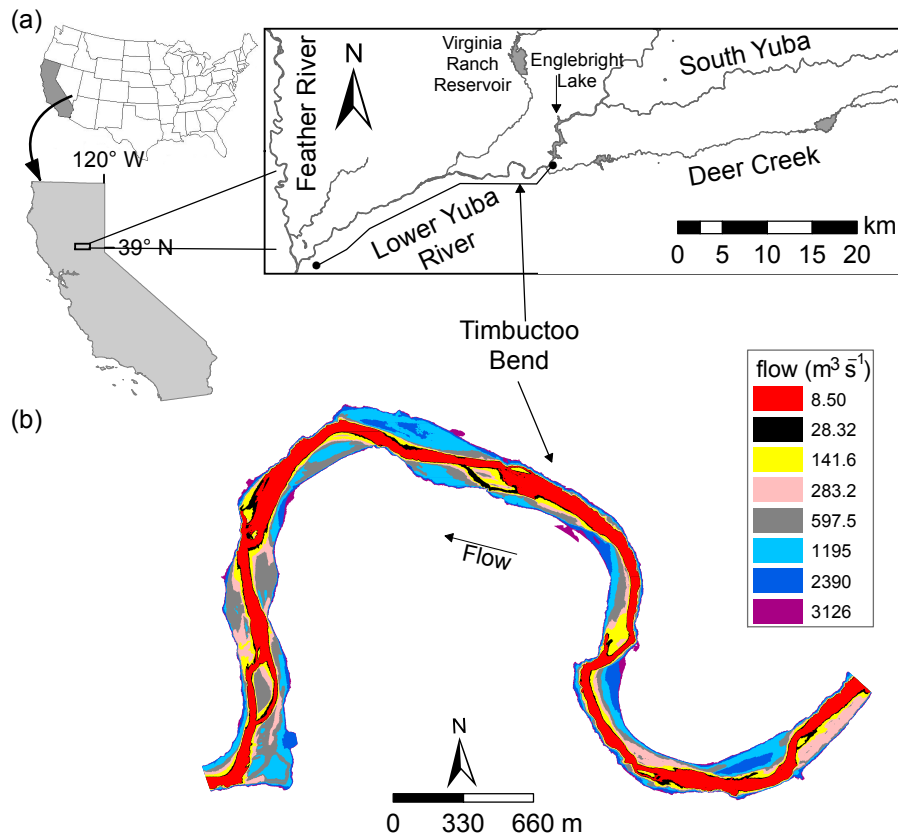 (a)
N
Feather River
Virginia
Ranch
Reservoir
Englebright
Lake
South Yuba
Deer Creek
120° W
39° N
Lower Yuba
River
km
0 5 10 15 20
Timbuctoo
Bend
(b)
flow (m³ s̄¹)
8.50
28.32
141.6
283.2
597.5
1195
2390
3126
Flow
N
0 330 660 m